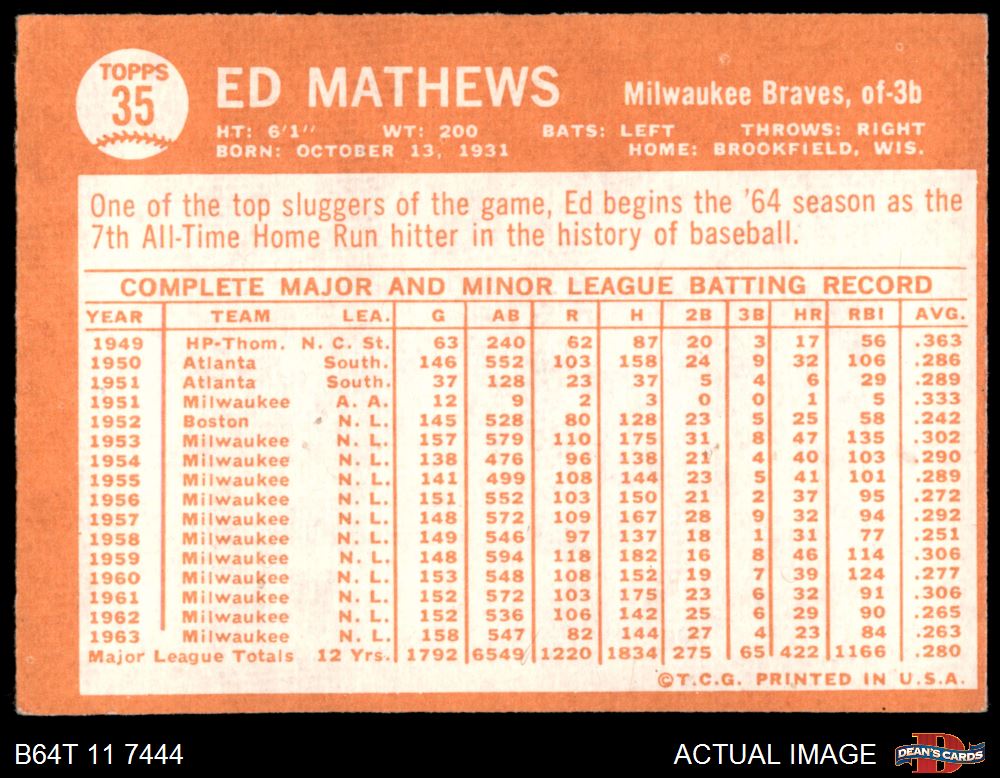 TOPPS
35
ED MATHEWS
Milwaukee Braves, of-3b
HT: 6'1" WT: 200 BATS: LEFT THROWS: RIGHT
BORN: OCTOBER 13, 1931 HOME: BROOKFIELD, WIS.
One of the top sluggers of the game, Ed begins the '64 season as the
7th All-Time Home Run hitter in the history of baseball.
COMPLETE MAJOR AND MINOR LEAGUE BATTING RECORD
YEAR TEAM LEA. G AB R H 2B 3B HR RBI AVG.
1949 HP-Thom. N. C. St. 63 240 62 87 20 3 17 56 .363
1950 Atlanta South. 146 552 103 158 24 9 32 106 .286
1951 Atlanta South. 37 128 23 37 5 4 6 29 .289
1951 Milwaukee A. A. 12 9 2 3 0 0 1 5 .333
1952 Boston N. L. 145 528 80 128 23 5 25 58 .242
1953 Milwaukee N. L. 157 579 110 175 31 8 47 135 .302
1954 Milwaukee N. L. 138 476 96 138 21 4 40 103 .290
1955 Milwaukee N. L. 141 499 108 144 23 5 41 101 .289
1956 Milwaukee N. L. 151 552 103 150 21 2 37 95 .272
1957 Milwaukee N. L. 148 572 109 167 28 9 32 94 .292
1958 Milwaukee N. L. 149 546 97 137 18 1 31 77 .251
1959 Milwaukee N. L. 148 594 118 182 16 8 46 114 .306
1960 Milwaukee N. L. 153 548 108 152 19 7 39 124 .277
1961 Milwaukee N. L. 152 572 103 175 23 6 32 91 .306
1962 Milwaukee N. L. 152 536 106 142 25 6 29 90 .265
1963 Milwaukee N. L. 158 547 82 144 27 4 23 84 .263
Major League Totals 12 Yrs. 1792 6549 1220 1834 275 65 422 1166 .280
©T.C.G. PRINTED IN U.S.A.
B64T 11 7444
ACTUAL IMAGE
DEAN'S CARDS